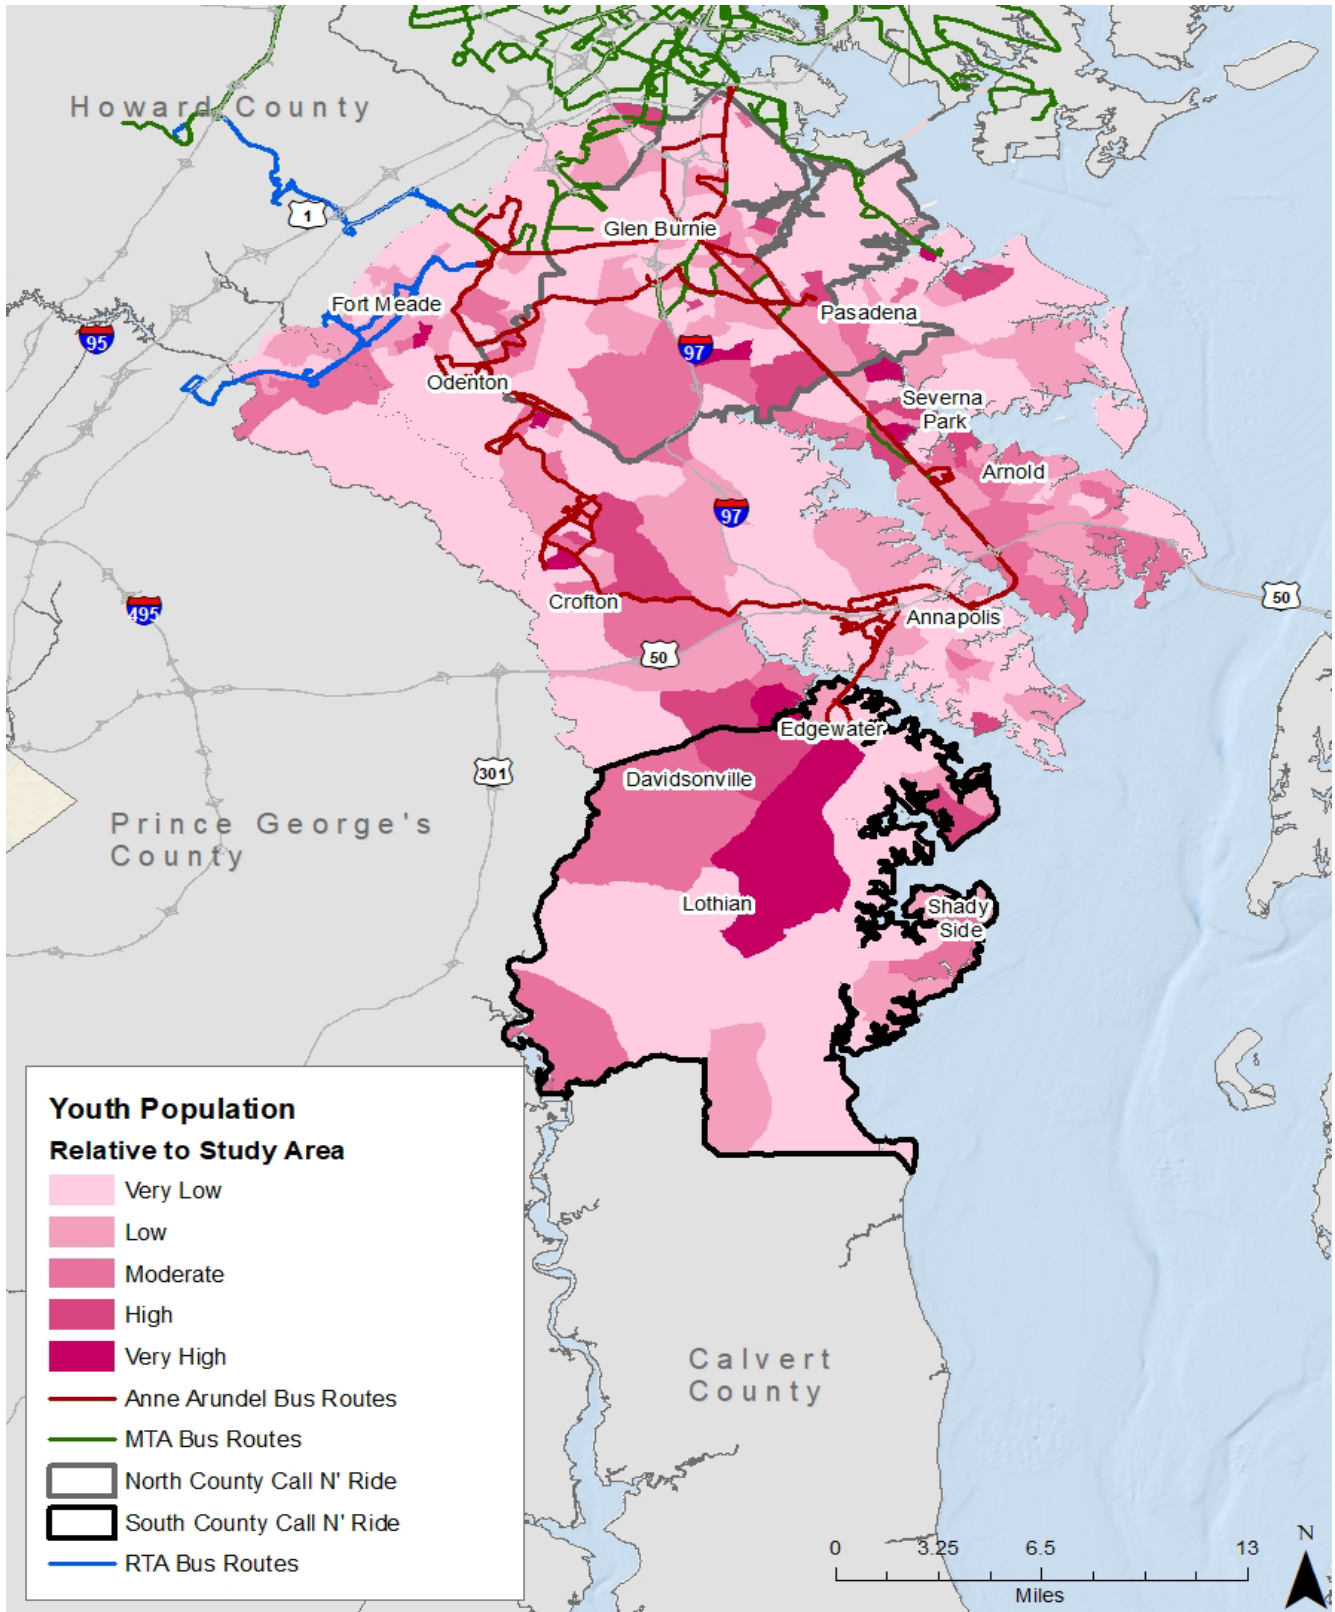 Howard County
1
Glen Burnie
Fort Meade
Pasadena
95
97
Odenton
Severna
Park
Arnold
97
Crofton
495
50
Annapolis
50
Edgewater
301
Davidsonville
Prince George's
County
Lothian
Shady
Side
Youth Population
Relative to Study Area
Very Low
Low
Moderate
High
Very High
Anne Arundel Bus Routes
MTA Bus Routes
North County Call N' Ride
South County Call N' Ride
RTA Bus Routes
Calvert
County
0 3.25 6.5 13
Miles
N